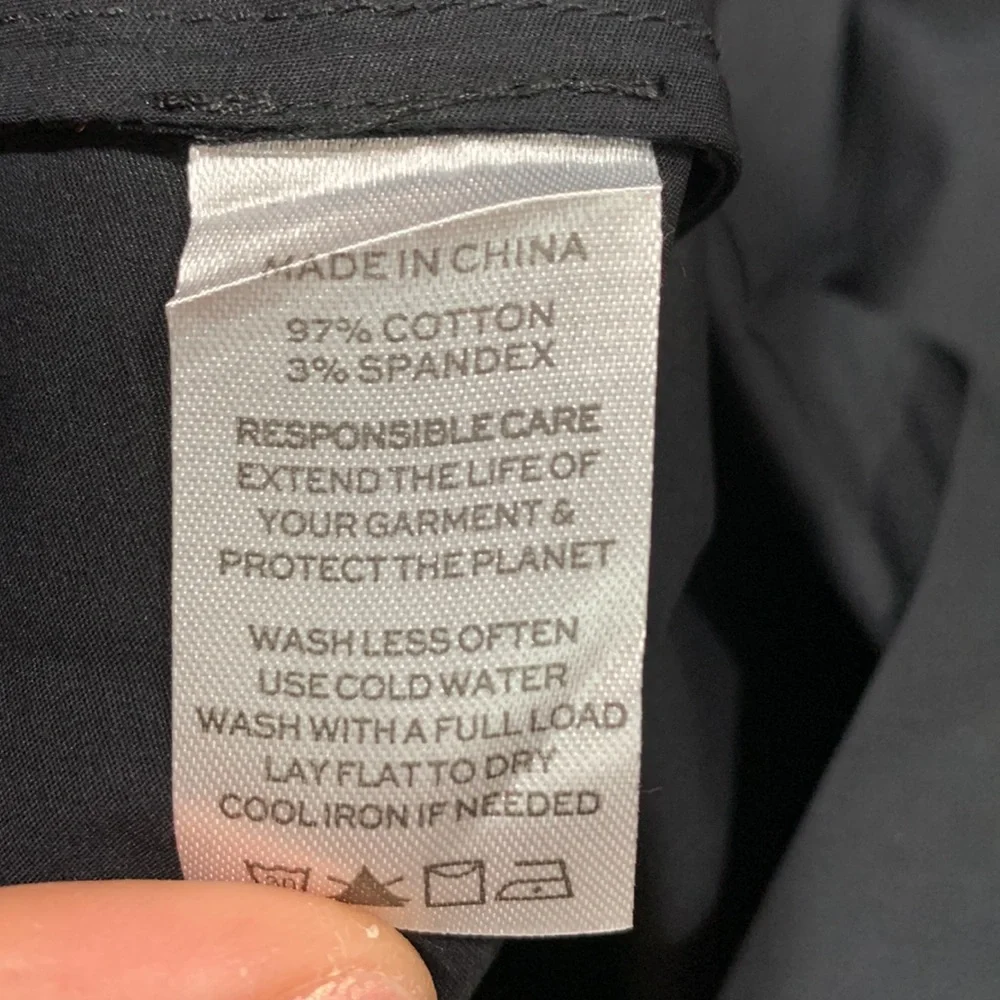 MADE IN CHINA
97% COTTON
3% SPANDEX
RESPONSIBLE CARE
EXTEND THE LIFE OF
YOUR GARMENT &
PROTECT THE PLANET
WASH LESS OFTEN
USE COLD WATER
WASH WITH A FULL LOAD
LAY FLAT TO DRY
COOL IRON IF NEEDED
30